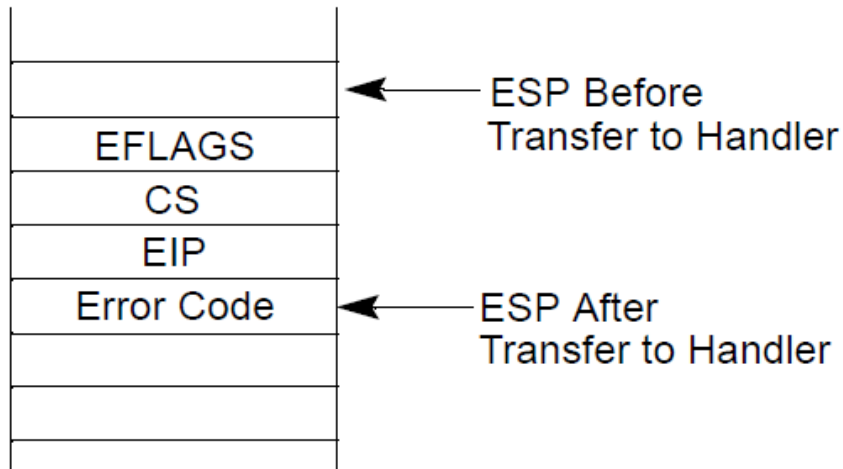 ESP Before
Transfer to Handler
EFLAGS
CS
EIP
Error Code
ESP After
Transfer to Handler